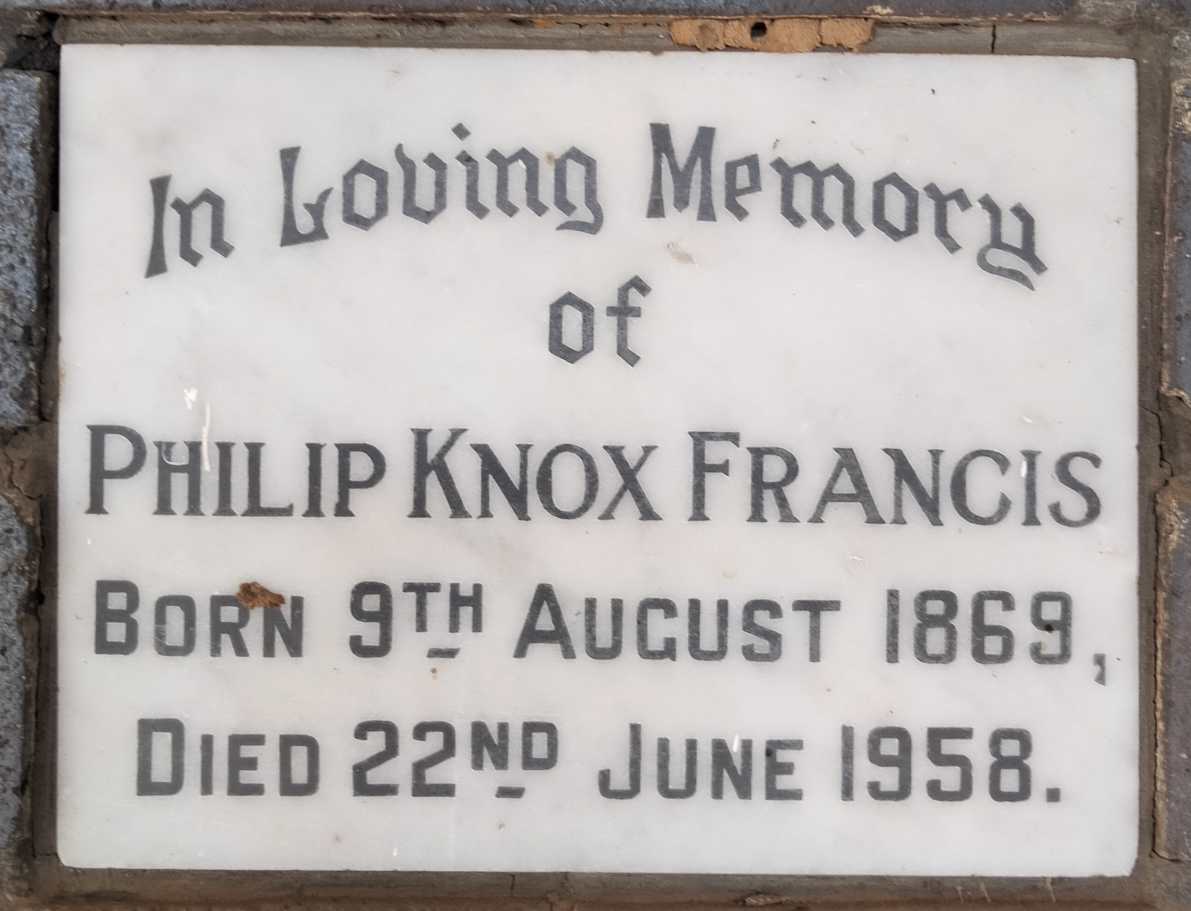 In Loving Memory
of
PHILIP KNOX FRANCIS
BORN 9TH AUGUST 1869,
DIED 22ND JUNE 1958.